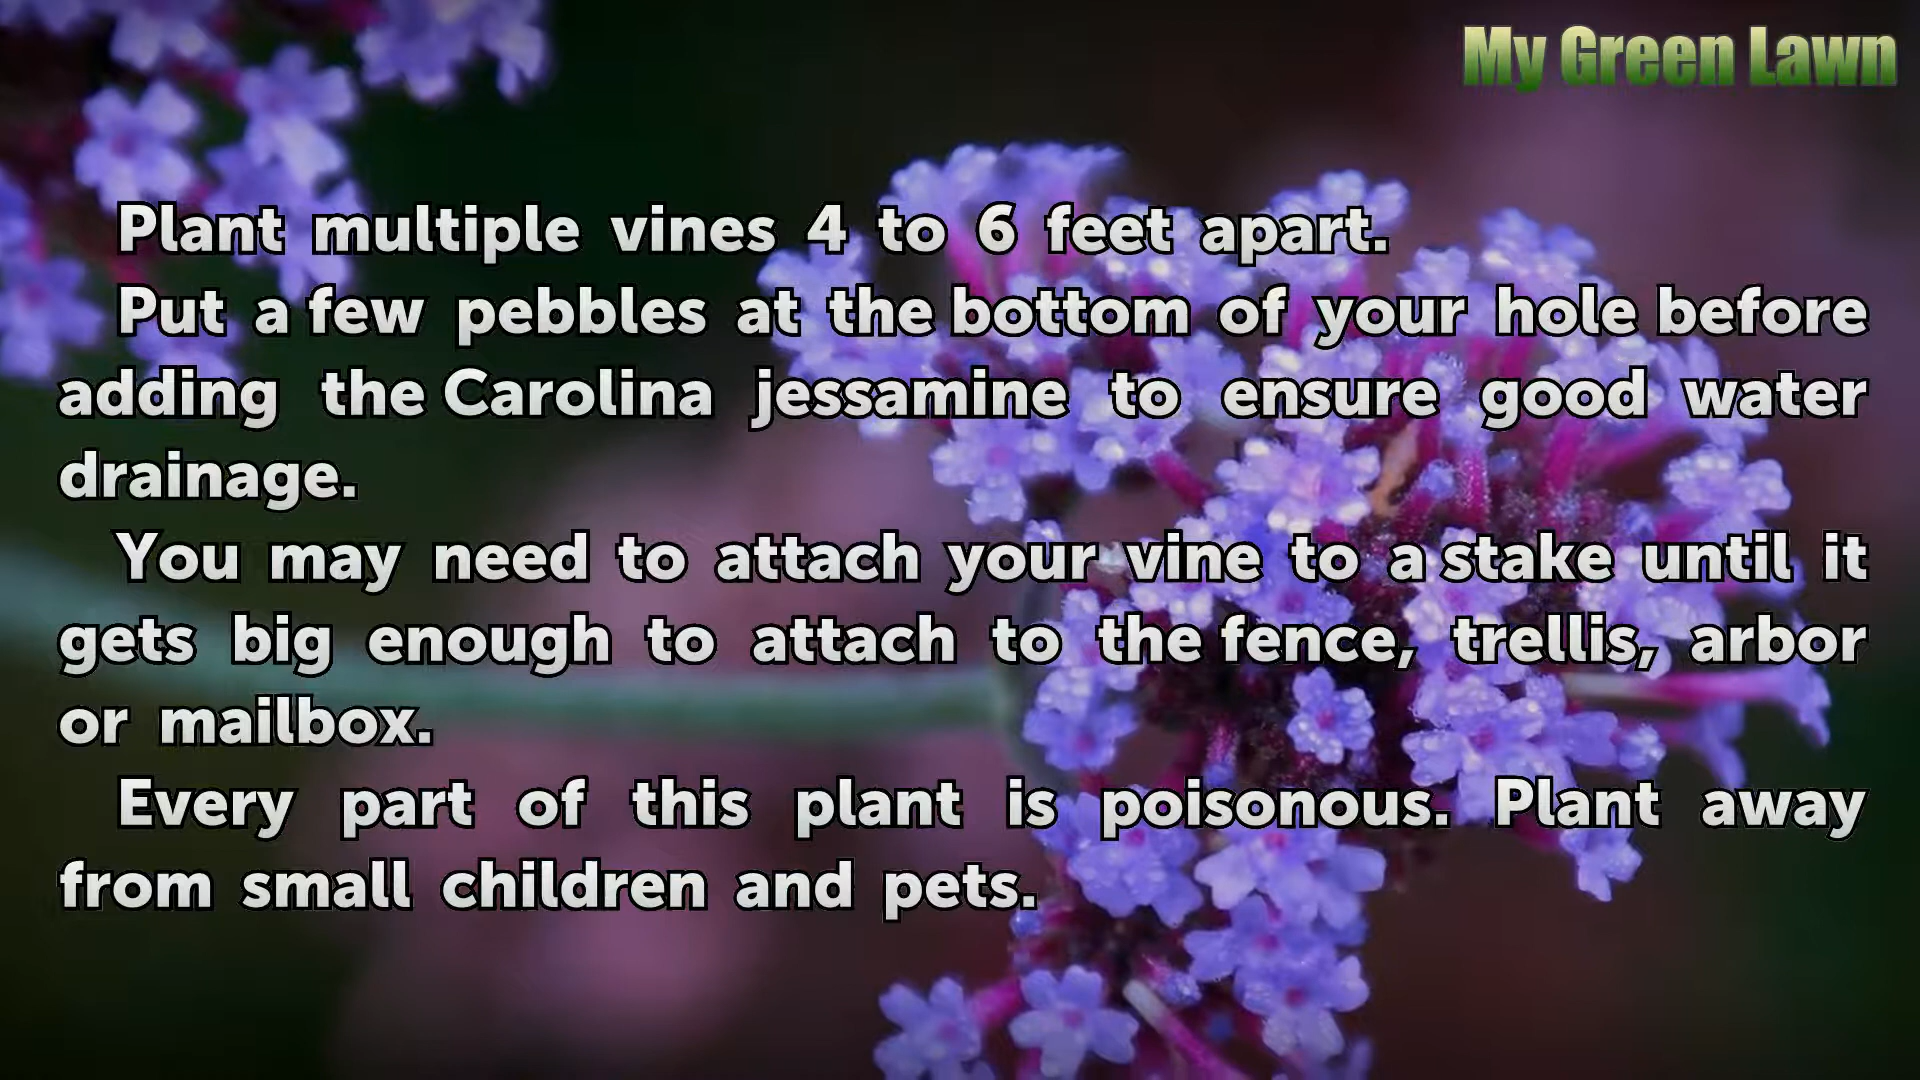 My Green Lawn
Plant multiple vines 4 to 6 feet apart.
Put a few pebbles at the bottom of your hole before
adding the Carolina jessamine to ensure good water
drainage.
You may need to attach your vine to a stake until it
gets big enough to attach to the fence, trellis, arbor
or mailbox.
Every part of this plant is poisonous. Plant away
from small children and pets.